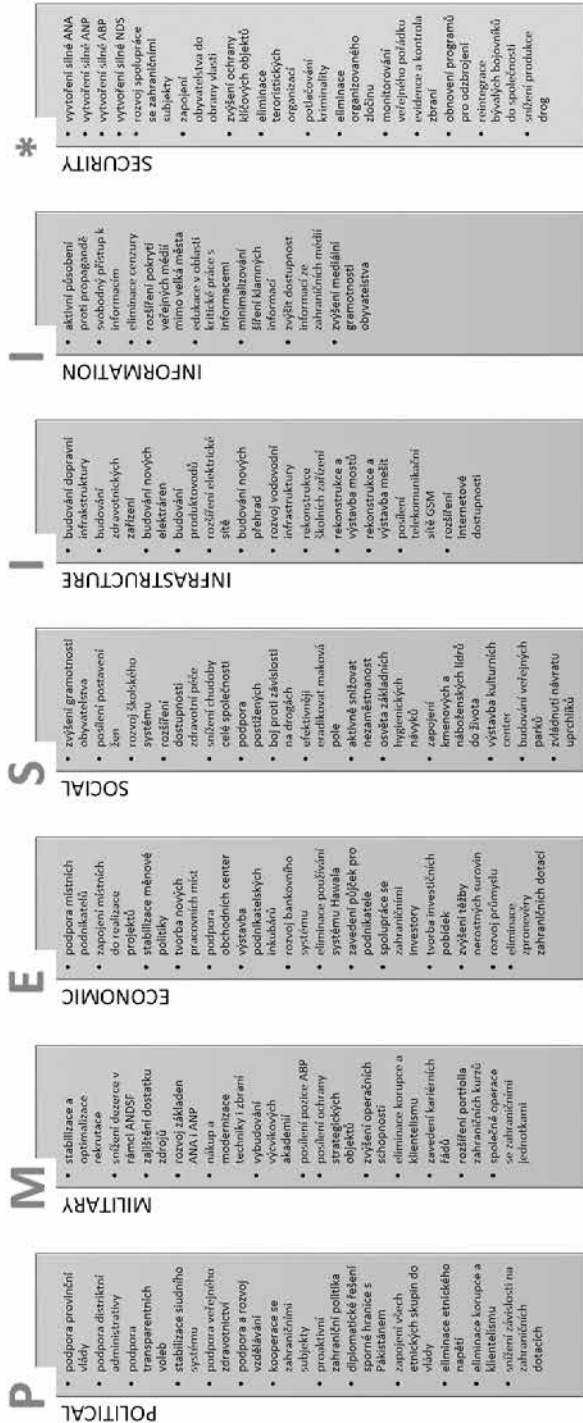 P
POLITICAL
• podpora provinční
vlády
• podpora distriktní
administrativy
• podpora
transparentních
voleb
• stabilizace siudního
systému
• podpora veřejného
zdravotnictví
• podpora a rozvoj
vzdělávání
• kooperace se
zahraničními
subjekty
• proaktivní
zahraniční politika
• diplomatické řešení
sporné hranice s
Pákistánem
• zapojení všech
etnických skupin do
vlády
• eliminace etnického
napětí
• eliminace korupce a
klientelismu
• snížení závislosti na
zahraničních
dotacích
M
MILITARY
• stabilizace a
optimalizace
rekrutace
• snížení dezerce v
rámci ANDSF
• zajištění dostatku
zdrojů
• rozvoj základen
ANA i ANP
• nákup a
modernizace
techniky i zbraní
• vybudování
výcvikových
akademií
• posílení pozice ABP
• posílení ochrany
strategických
objektů
• zvýšení operačních
schopností
• eliminace korupce a
klientelismu
• zavedení kariérních
řádů
• rozšíření portfolia
zahraničních kurzů
• společné operace
se zahraničními
jednotkami
E
ECONOMIC
• podpora místních
podnikatelů
• zapojení místních
do realizace
projektů
• stabilizace měnové
politiky
• tvorba nových
pracovních míst
• podpora
obchodních center
• výstavba
podnikatelských
inkubárů
• rozvoj bankovního
systému
• eliminace používání
systému Hawala
• zavedení půjček pro
podnikatele
• spolupráce se
zahraničními
investory
• tvorba investičních
pobídek
• zvýšení těžby
nerostných surovin
• rozvoj průmyslu
• eliminace
zpronevěry
zahraničních dotací
S
SOCIAL
• zvýšení gramotnosti
obyvatelstva
• posílení postavení
žen
• rozvoj školského
systému
• rozšíření
dostupnosti
zdravotní péče
• snížení chudoby
celé společnosti
• podpora
postižených
• boj proti závislosti
na drogách
• efektivněji
eradikovat maková
pole
• aktivně snižovat
nezaměstnanost
• osvěta základních
hygienických
návyků
• zapojení
kmenových a
náboženských lídrů
do života
• výstavba kulturních
center
• budování veřejných
parků
• zvládnutí návratu
uprchlíků
I
INFRASTRUCTURE
• budování dopravní
infrakstruktury
• budování
zdravotnických
zařízení
• budování nových
elektráren
• budování
produktovodů
• rozšíření elektrické
sítě
• budování nových
přehrad
• rozvoj vodovodní
infrastruktury
• rekonstrukce
školních zařízení
• rekonstrukce a
výstavba mostů
• rekonstrukce a
výstavba mešit
• posílení
telekomunikační
sítě GSM
• rozšíření
Internetové
dostupnosti
I
INFORMATION
• aktivní působení
proti propagandě
• svobodný přístup k
informacím
• eliminace cenzury
• rozšíření pokrytí
veřejných médií
mimo velká města
• edukace v oblasti
kritické práce s
informacemi
• minimalizování
šíření klamných
informací
• zvýšit dostupnost
informací ze
zahraničních médií
• zvýšení mediální
gramotnosti
obyvatelstva
*
SECURITY
• vyvtoření silné ANA
• vytvoření silné ANP
• vytvoření silné ABP
• vytvoření silné NDS
• rozvoj spolupráce
se zahraničními
subjekty
• zapojení
obyvatelstva do
obrany vlasti
• zvýšení ochrany
klíčových objektů
• eliminace
teroristických
organizací
• potlačování
kriminality
• eliminace
organizovaného
zločinu
• monitorování
veřejného pořádku
• evidence a kontrola
zbraní
• obnovení programů
pro odzbrojení
• reintegrace
bývalých bojovníků
do společnosti
• snížení produkce
drog